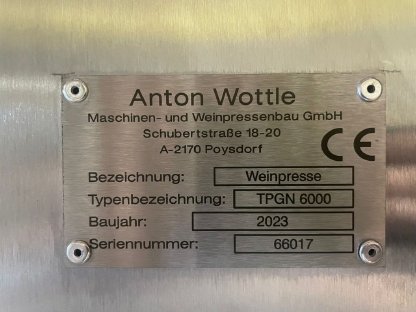 Anton Wottle
Maschinen- und Weinpressenbau GmbH
Schubertstraße 18-20
A-2170 Poysdorf
CE
Bezeichnung: Weinpresse
Typenbezeichnung: TPGN 6000
Baujahr: 2023
Seriennummer: 66017